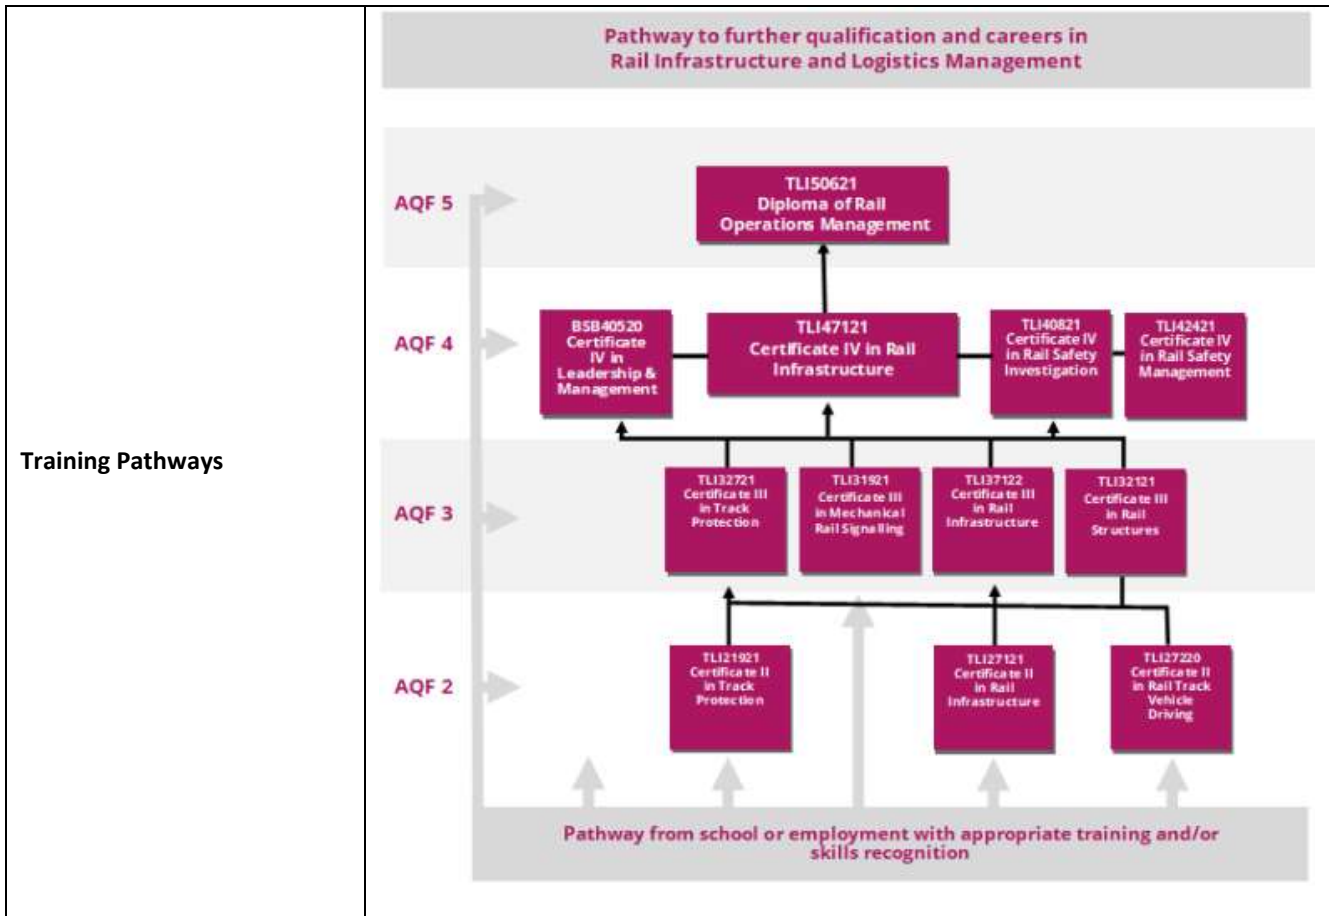 Training Pathways
Pathway to further qualification and careers in
Rail Infrastructure and Logistics Management
AQF 5
TLI50621
Diploma of Rail
Operations Management
AQF 4
BSB40520
Certificate
IV in
Leadership &
Management
TLI47121
Certificate IV in Rail
Infrastructure
TLI40821
Certificate IV
in Rail Safety
Investigation
TLI42421
Certificate IV
in Rail Safety
Management
AQF 3
TLI32721
Certificate III
in Track
Protection
TLI31921
Certificate III
in Mechanical
Rail Signalling
TLI37122
Certificate III
in Rail
Infrastructure
TLI32121
Certificate III
in Rail
Structures
AQF 2
TLI21921
Certificate II
in Track
Protection
TLI27121
Certificate II
in Rail
Infrastructure
TLI27220
Certificate II
in Rail Track
Vehicle
Driving
Pathway from school or employment with appropriate training and/or
skills recognition